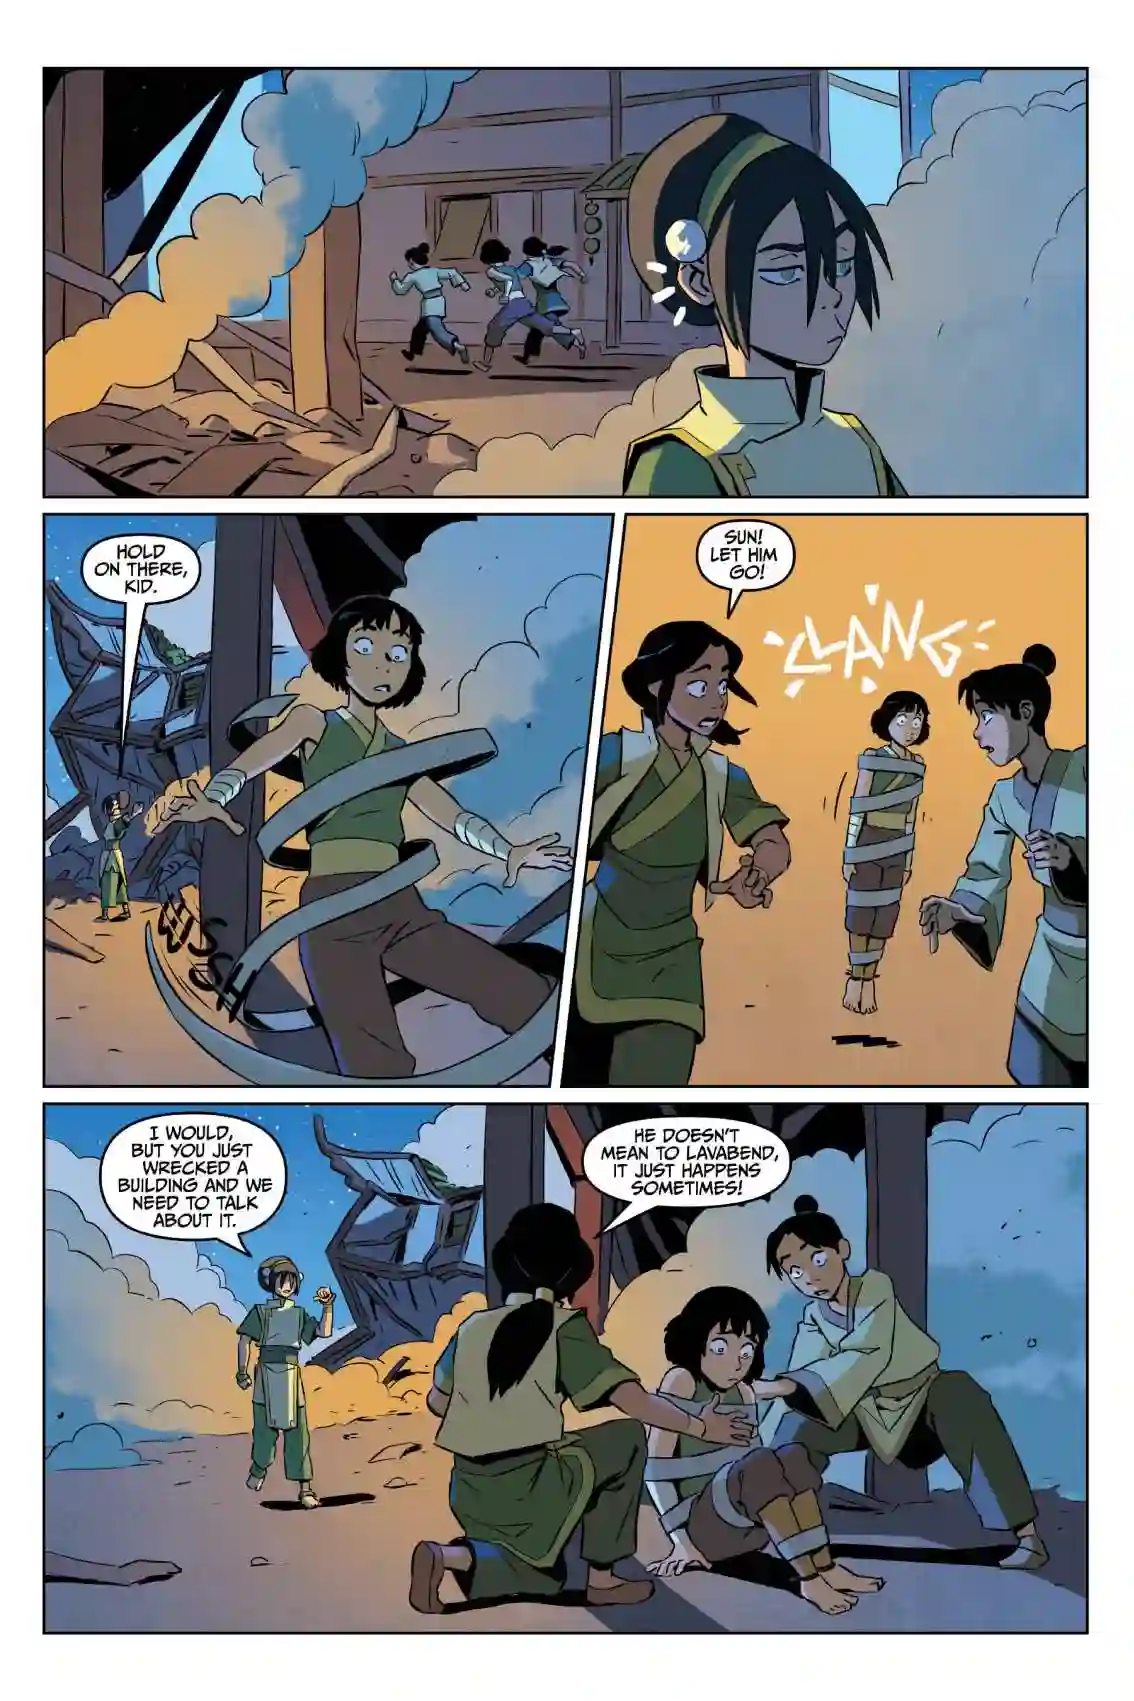 HOLD
ON THERE,
KID.
WSSSH
SUN!
LET HIM
GO!
CLANG
I WOULD,
BUT YOU JUST
WRECKED A
BUILDING AND WE
NEED TO TALK
ABOUT IT.
HE DOESN'T
MEAN TO LAVABEND,
IT JUST HAPPENS
SOMETIMES!